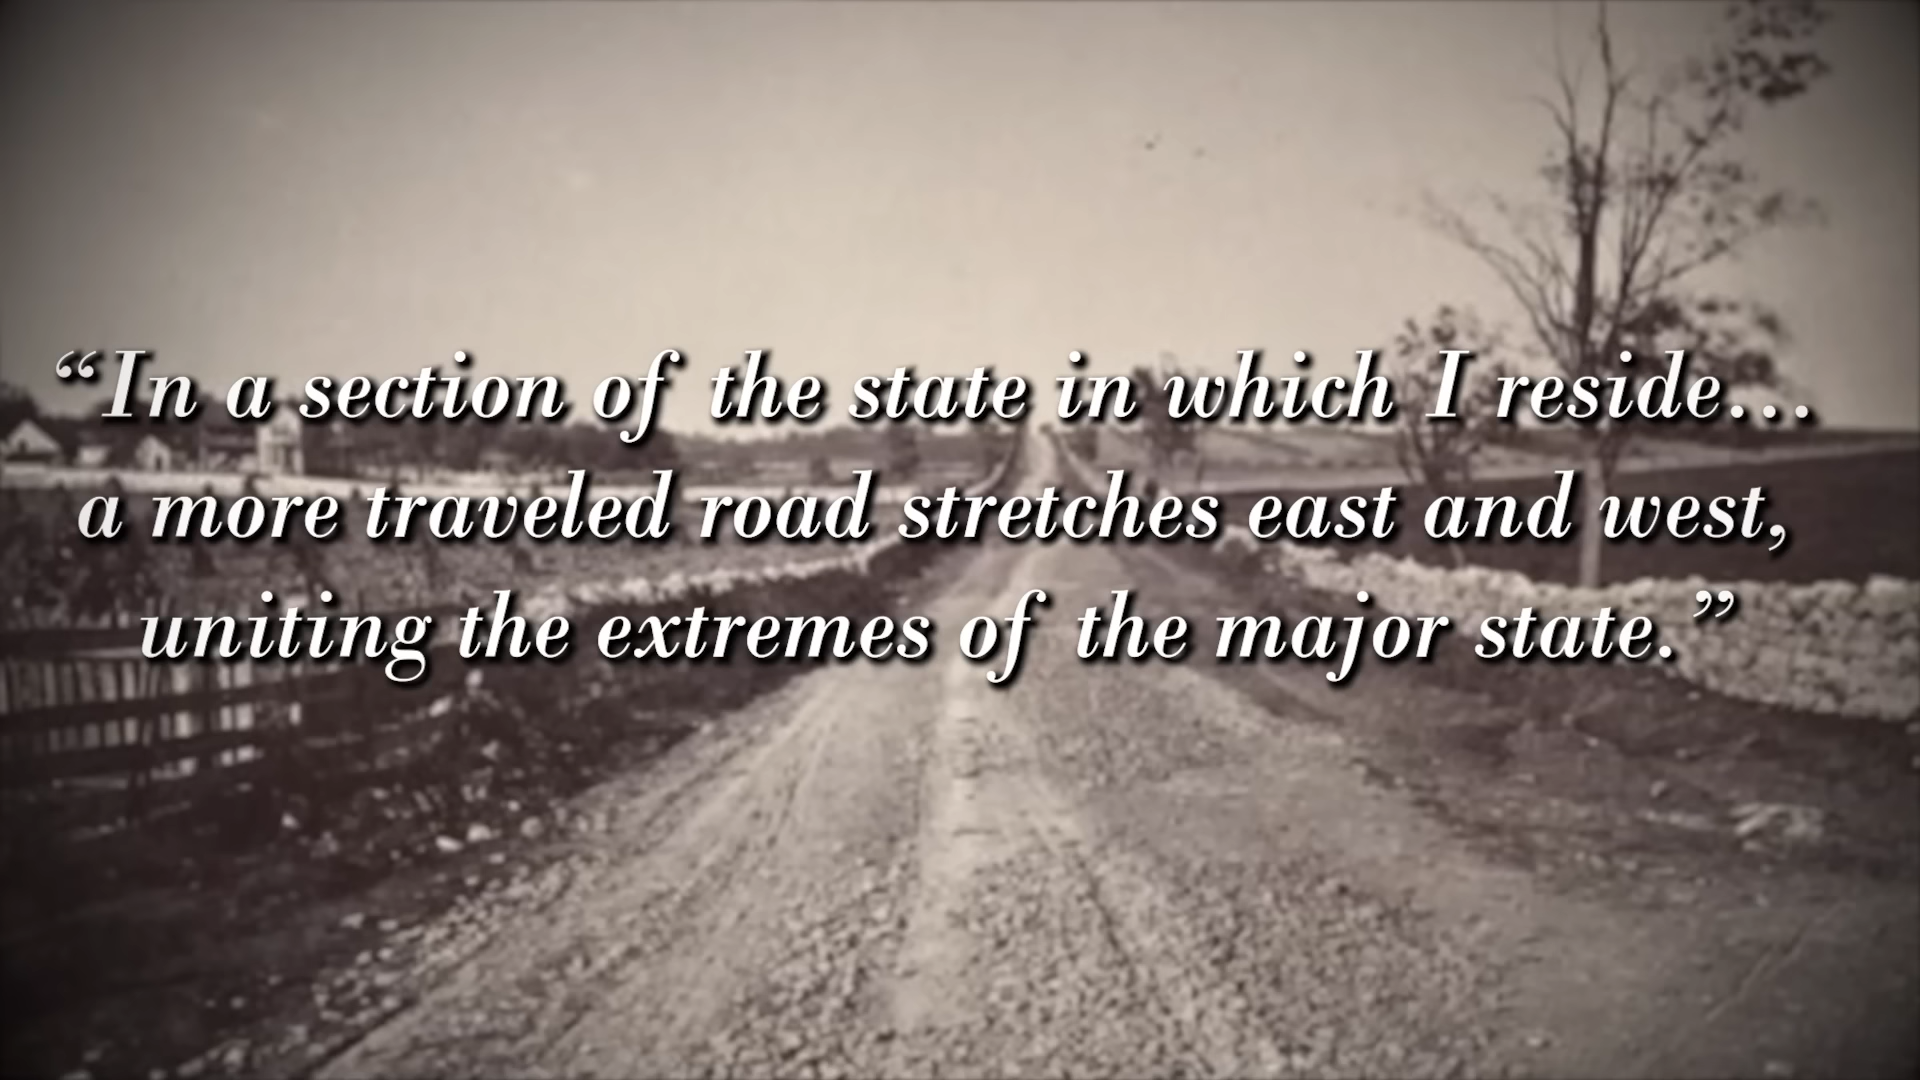 “In a section of the state in which I reside...
a more traveled road stretches east and west,
uniting the extremes of the major state.”